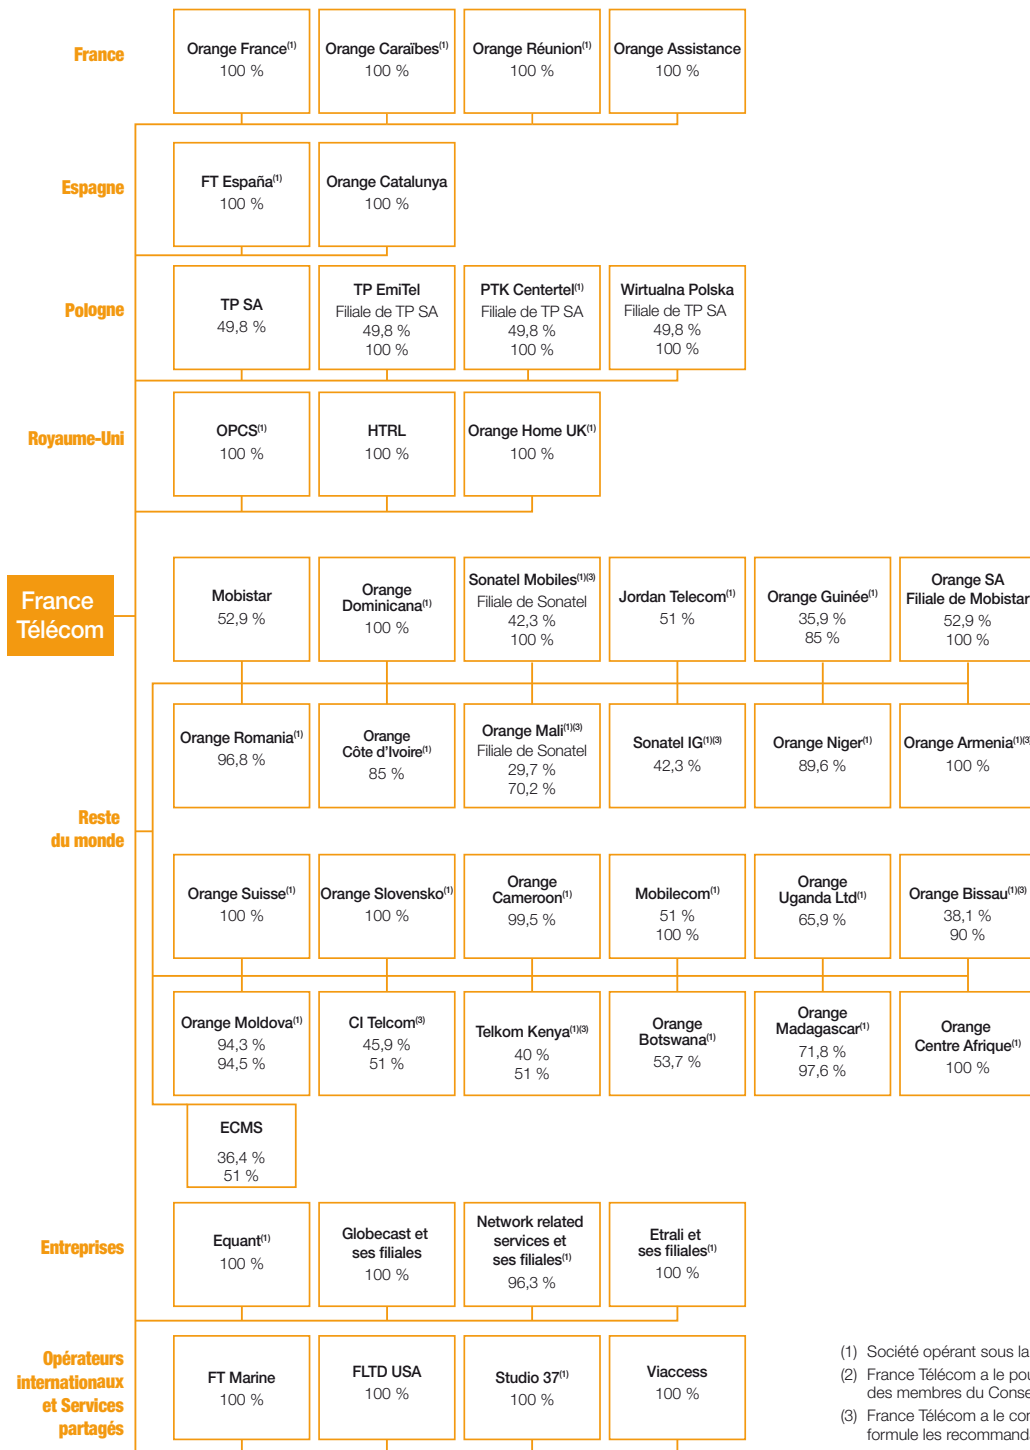 France
Orange France(1)
100 %
Orange Caraïbes(1)
100 %
Orange Réunion(1)
100 %
Orange Assistance
100 %
Espagne
FT España(1)
100 %
Orange Catalunya
100 %
Pologne
TP SA
49,8 %
TP EmiTel
Filiale de TP SA
49,8 %
100 %
PTK Centertel(1)
Filiale de TP SA
49,8 %
100 %
Wirtualna Polska
Filiale de TP SA
49,8 %
100 %
Royaume-Uni
OPCS(1)
100 %
HTRL
100 %
Orange Home UK(1)
100 %
France
Télécom
Reste
du monde
Mobistar
52,9 %
Orange
Dominicana(1)
100 %
Sonatel Mobiles(1)(3)
Filiale de Sonatel
42,3 %
100 %
Jordan Telecom(1)
51 %
Orange Guinée(1)
35,9 %
85 %
Orange SA
Filiale de Mobistar
52,9 %
100 %
Orange Romania(1)
96,8 %
Orange
Côte d'Ivoire(1)
85 %
Orange Mali(1)(3)
Filiale de Sonatel
29,7 %
70,2 %
Sonatel IG(1)(3)
42,3 %
Orange Niger(1)
89,6 %
Orange Armenia(1)(3)
100 %
Orange Suisse(1)
100 %
Orange Slovensko(1)
100 %
Orange
Cameroon(1)
99,5 %
Mobilecom(1)
51 %
100 %
Orange
Uganda Ltd(1)
65,9 %
Orange Bissau(1)(3)
38,1 %
90 %
Orange Moldova(1)
94,3 %
94,5 %
CI Telcom(3)
45,9 %
51 %
Telkom Kenya(1)(3)
40 %
51 %
Orange
Botswana(1)
53,7 %
Orange
Madagascar(1)
71,8 %
97,6 %
Orange
Centre Afrique(1)
100 %
ECMS
36,4 %
51 %
Entreprises
Equant(1)
100 %
Globecast et
ses filiales
100 %
Network related
services et
ses filiales(1)
96,3 %
Etrali et
ses filiales(1)
100 %
Opérateurs
internationaux
et Services
partagés
FT Marine
100 %
FLTD USA
100 %
Studio 37(1)
100 %
Viaccess
100 %
(1) Société opérant sous la
(2) France Télécom a le pou
des membres du Conse
(3) France Télécom a le con
formule les recommand